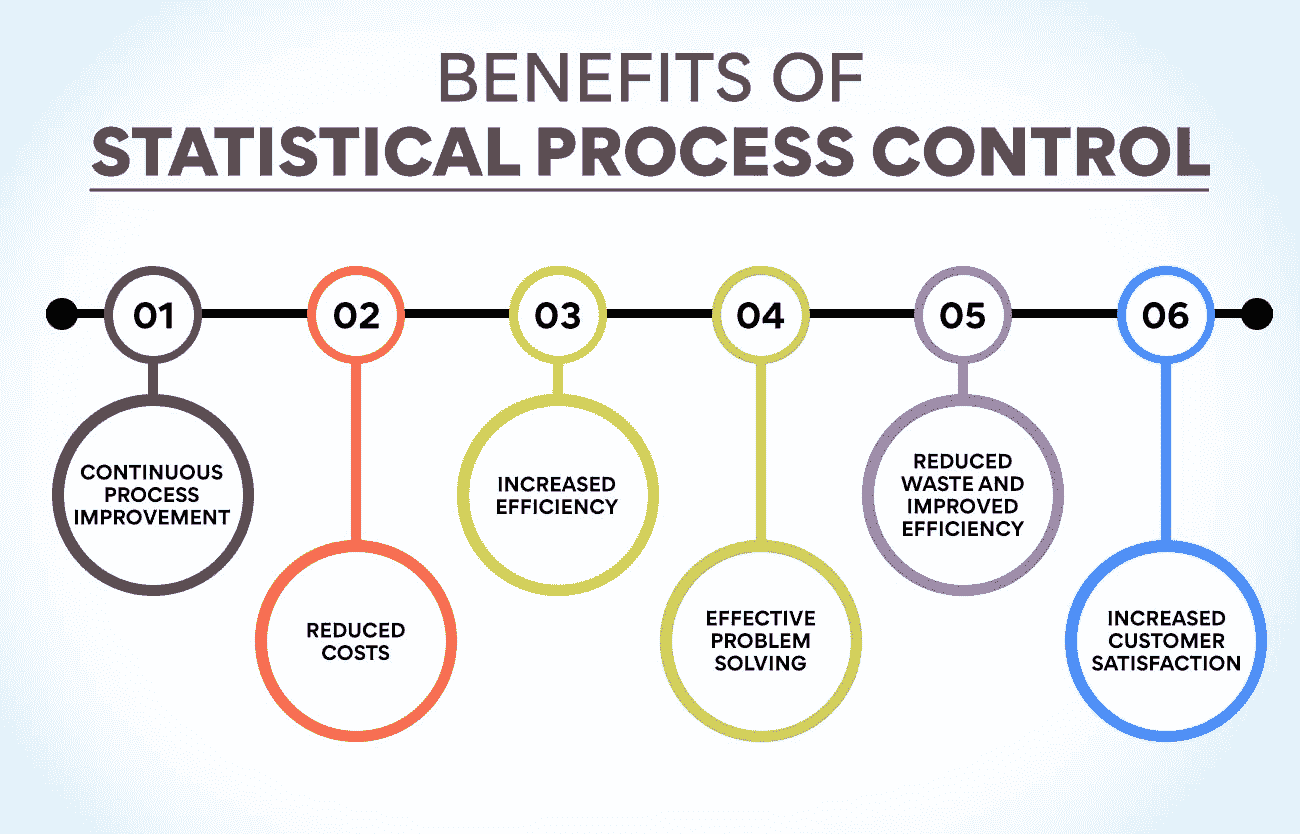 BENEFITS OF
STATISTICAL PROCESS CONTROL
01
02
03
04
05
06
CONTINUOUS
PROCESS
IMPROVEMENT
REDUCED
COSTS
INCREASED
EFFICIENCY
EFFECTIVE
PROBLEM
SOLVING
REDUCED
WASTE AND
IMPROVED
EFFICIENCY
INCREASED
CUSTOMER
SATISFACTION